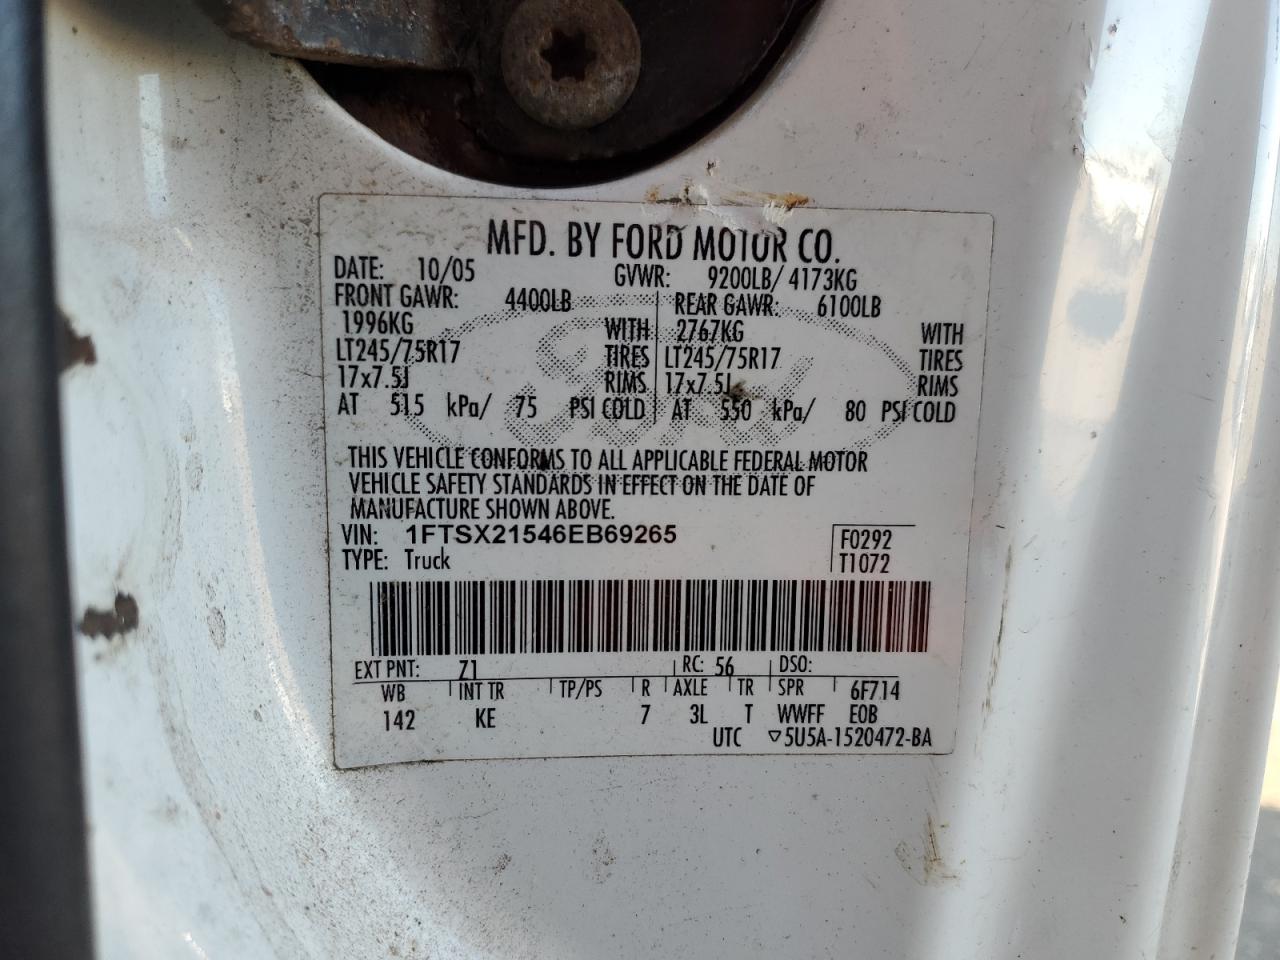 MFD. BY FORD MOTOR CO.
DATE: 10/05 GVWR: 9200LB/ 4173KG
FRONT GAWR: 4400LB REAR GAWR: 6100LB
1996KG WITH 2767KG WITH
LT245/75R17 TIRES LT245/75R17 TIRES
17x7.5J RIMS 17x7.5J RIMS
AT 515 kPa/ 75 PSI COLD AT 550 kPa/ 80 PSI COLD
THIS VEHICLE CONFORMS TO ALL APPLICABLE FEDERAL MOTOR
VEHICLE SAFETY STANDARDS IN EFFECT ON THE DATE OF
MANUFACTURE SHOWN ABOVE.
VIN: 1FTSX21546EB69265 F0292
TYPE: Truck T1072
EXT PNT: Z1 RC: 56 DSO:
WB INT TR TP/PS R AXLE TR SPR 6F714
142 KE 7 3L T WWFF E0B
UTC ▽5U5A-1520472-BA